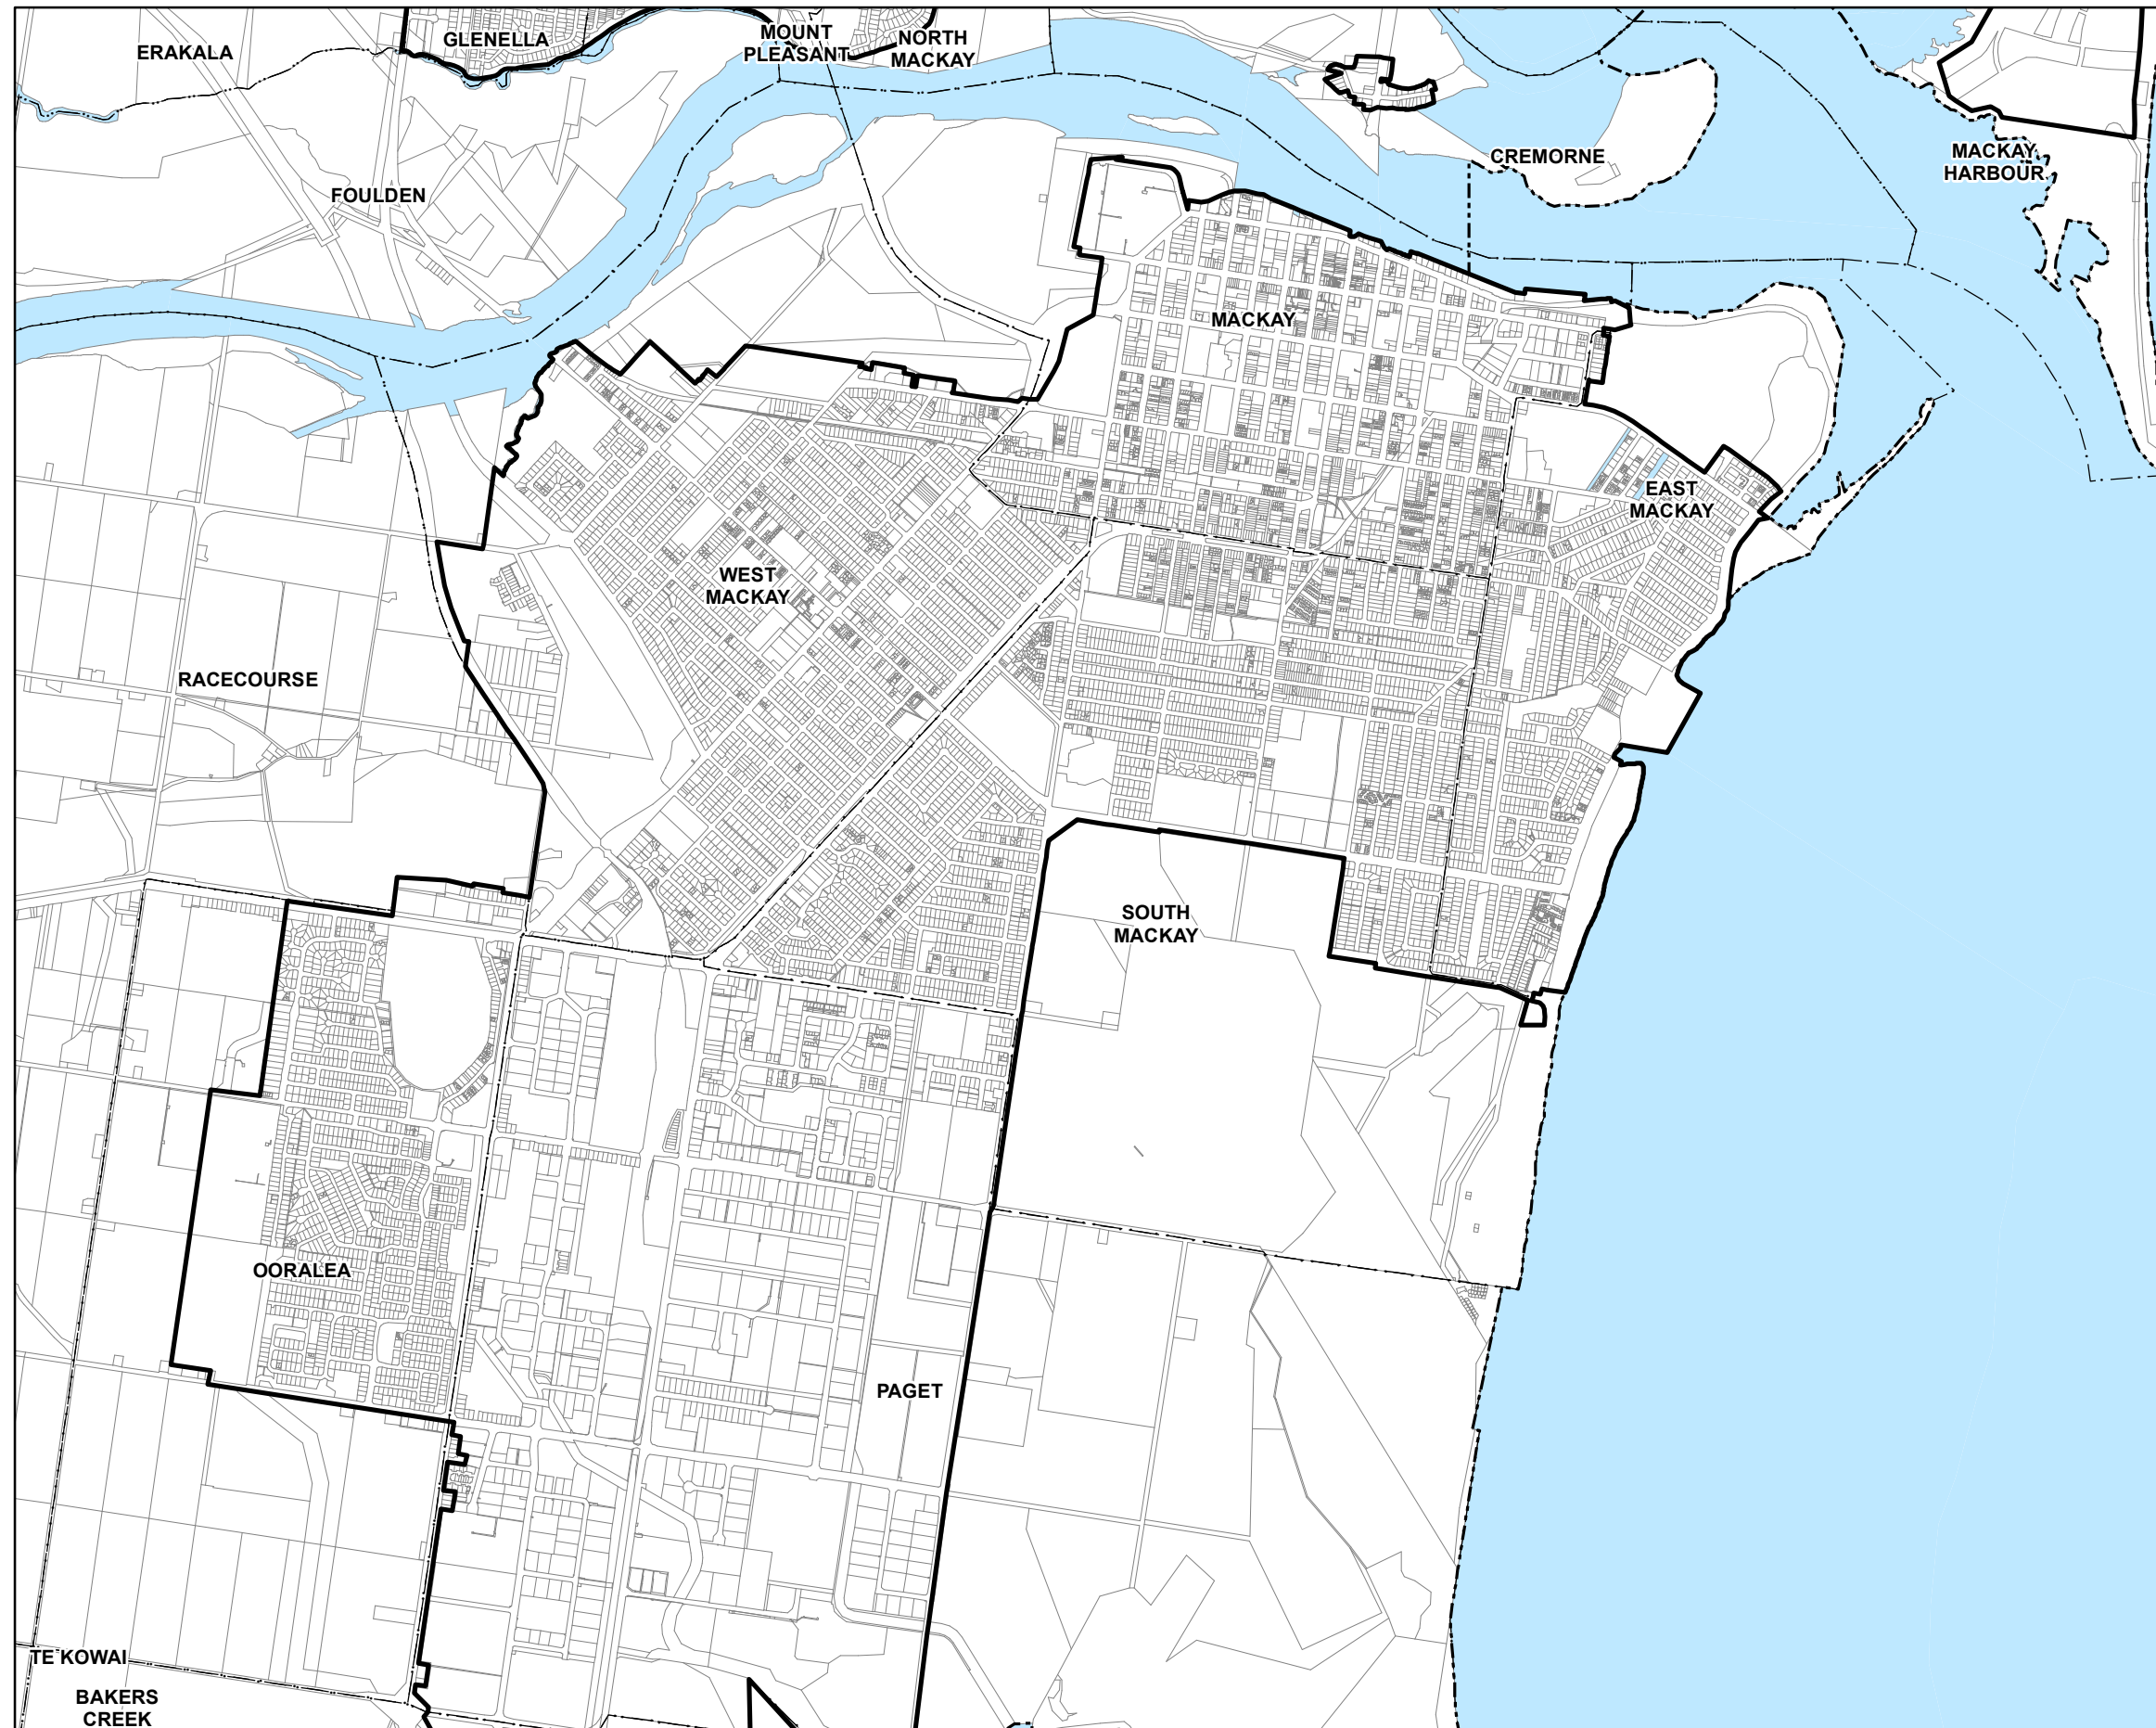 ERAKALA
GLENELLA
MOUNT
PLEASANT
NORTH
MACKAY
FOULDEN
CREMORNE
MACKAY
HARBOUR
MACKAY
EAST
MACKAY
WEST
MACKAY
RACECOURSE
SOUTH
MACKAY
OORALEA
PAGET
TE KOWAI
BAKERS
CREEK